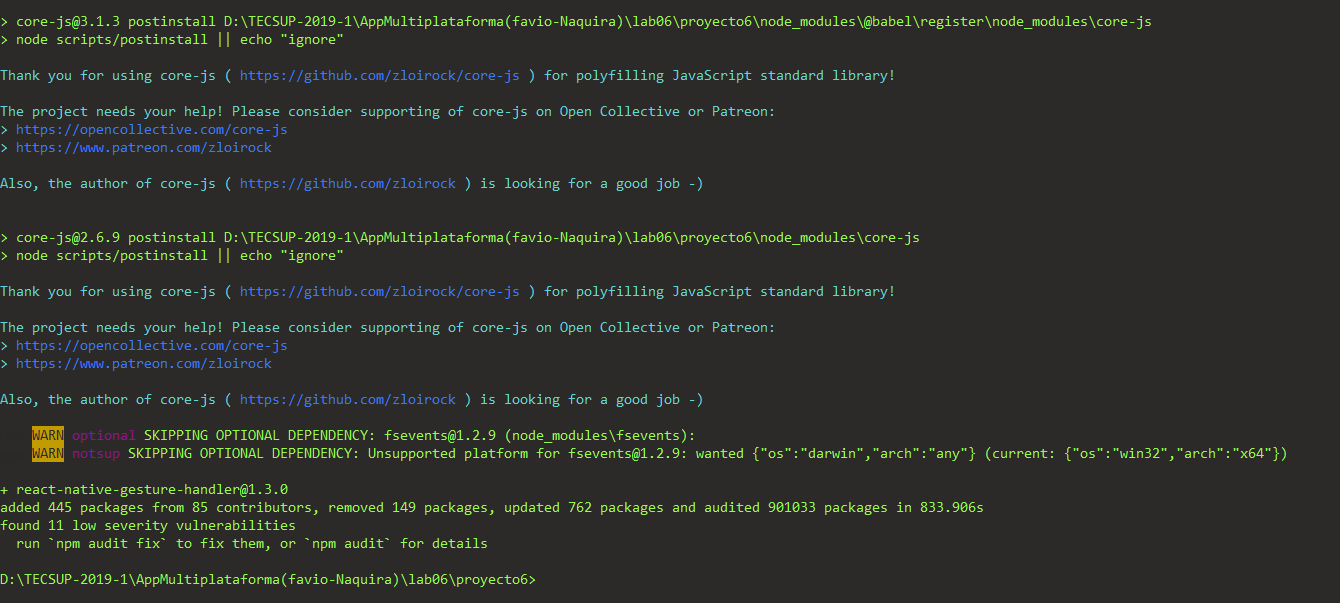 > core-js@3.1.3 postinstall D:\TECSUP-2019-1\AppMultiplataforma(favio-Naquira)\lab06\proyecto6\node_modules\@babel\register\node_modules\core-js
> node scripts/postinstall || echo "ignore"
Thank you for using core-js ( https://github.com/zloirock/core-js ) for polyfilling JavaScript standard library!
The project needs your help! Please consider supporting of core-js on Open Collective or Patreon:
> https://opencollective.com/core-js
> https://www.patreon.com/zloirock
Also, the author of core-js ( https://github.com/zloirock ) is looking for a good job -)
> core-js@2.6.9 postinstall D:\TECSUP-2019-1\AppMultiplataforma(favio-Naquira)\lab06\proyecto6\node_modules\core-js
> node scripts/postinstall || echo "ignore"
Thank you for using core-js ( https://github.com/zloirock/core-js ) for polyfilling JavaScript standard library!
The project needs your help! Please consider supporting of core-js on Open Collective or Patreon:
> https://opencollective.com/core-js
> https://www.patreon.com/zloirock
Also, the author of core-js ( https://github.com/zloirock ) is looking for a good job -)
WARN optional SKIPPING OPTIONAL DEPENDENCY: fsevents@1.2.9 (node_modules\fsevents):
WARN notsup SKIPPING OPTIONAL DEPENDENCY: Unsupported platform for fsevents@1.2.9: wanted {"os":"darwin","arch":"any"} (current: {"os":"win32","arch":"x64"})
+ react-native-gesture-handler@1.3.0
added 445 packages from 85 contributors, removed 149 packages, updated 762 packages and audited 901033 packages in 833.906s
found 11 low severity vulnerabilities
run `npm audit fix` to fix them, or `npm audit` for details
D:\TECSUP-2019-1\AppMultiplataforma(favio-Naquira)\lab06\proyecto6>